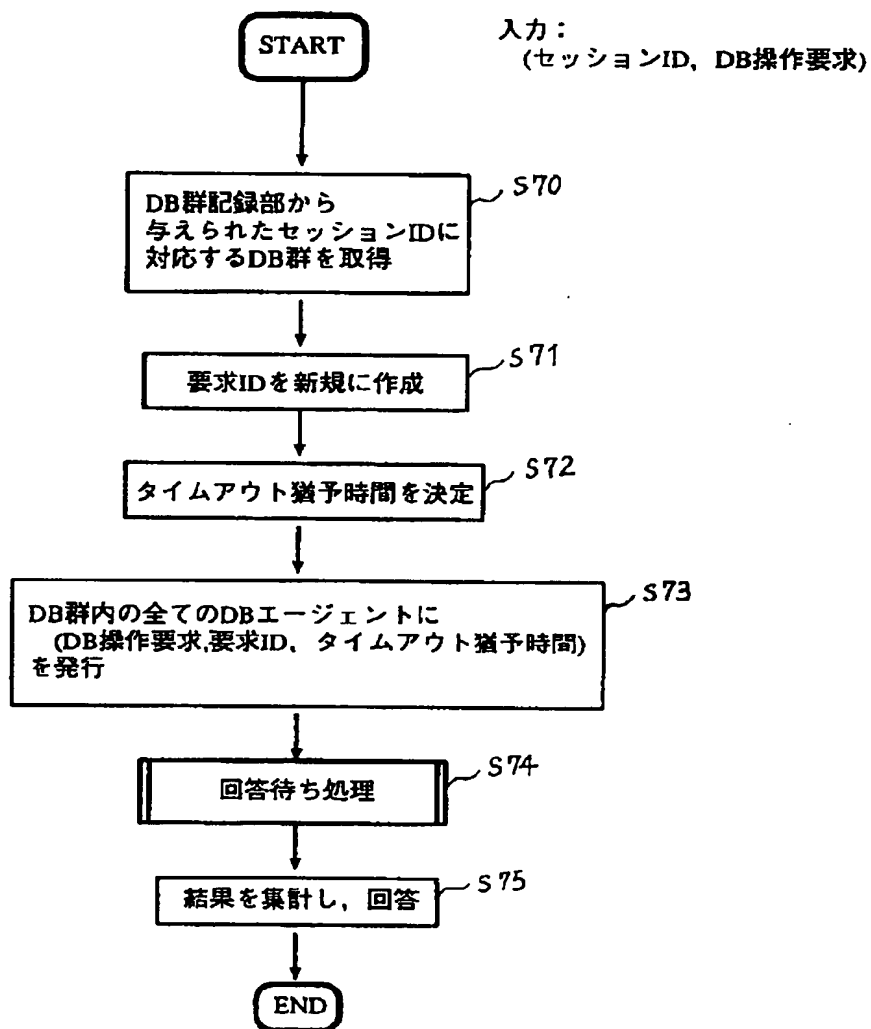 START
入力：
(セッションID、DB操作要求)
S70
DB群記録部から
与えられたセッションIDに
対応するDB群を取得
S71
要求IDを新規に作成
S72
タイムアウト猶予時間を決定
S73
DB群内の全てのDBエージェントに
(DB操作要求,要求ID、タイムアウト猶予時間)
を発行
S74
回答待ち処理
S75
結果を集計し，回答
END